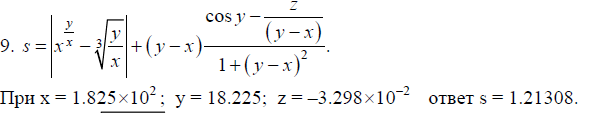 9. s = |x^(y/x) − ∛(y/x)| + (y − x) (cos y − z/(y − x))/(1 + (y − x)²).
При x = 1.825×10²; y = 18.225; z = –3.298×10⁻² ответ s = 1.21308.